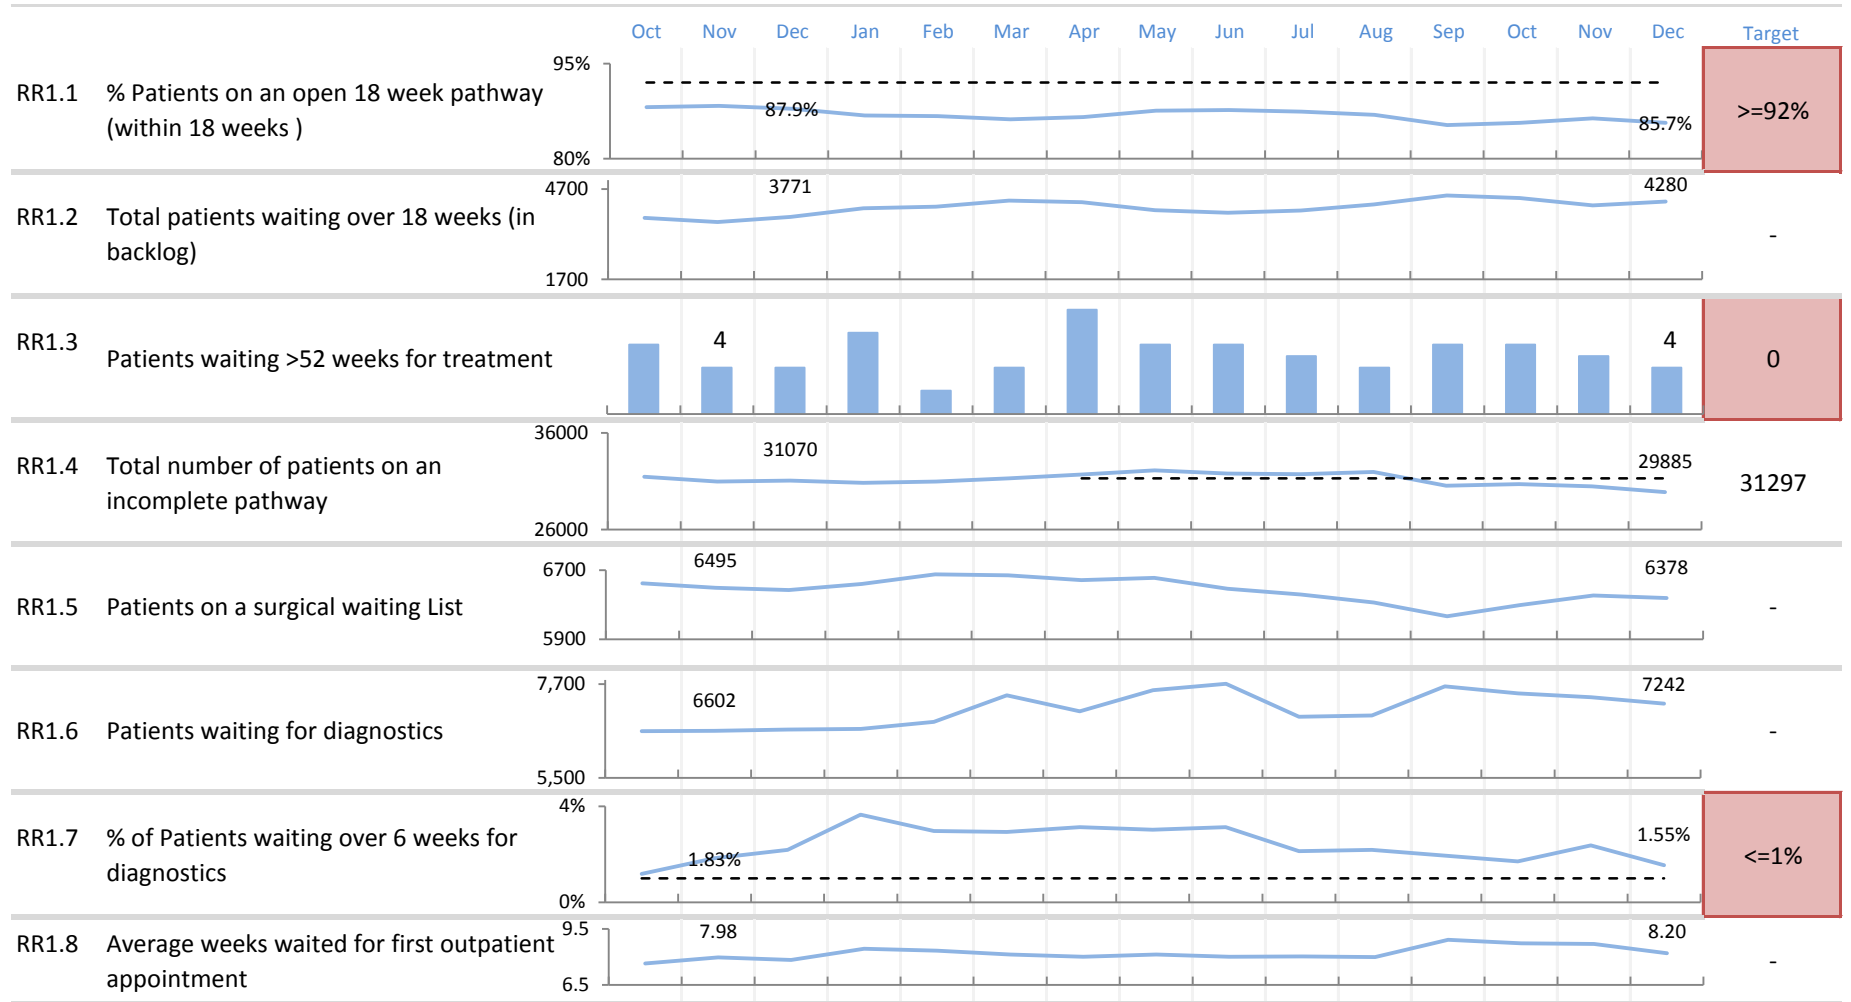 Oct Nov Dec Jan Feb Mar Apr May Jun Jul Aug Sep Oct Nov Dec Target
95%
RR1.1 % Patients on an open 18 week pathway
(within 18 weeks )
87.9% 85.7% >=92%
80%
4700 3771 4280
RR1.2 Total patients waiting over 18 weeks (in
backlog)
-
1700
RR1.3 4 4
Patients waiting >52 weeks for treatment 0
36000
31070 29885
RR1.4 Total number of patients on an
incomplete pathway
31297
26000
6495 6378
6700
RR1.5 Patients on a surgical waiting List -
5900
7,700 6602 7242
RR1.6 Patients waiting for diagnostics -
5,500
4%
RR1.7 % of Patients waiting over 6 weeks for
diagnostics
1.83% 1.55% <=1%
0%
9.5 7.98 8.20
RR1.8 Average weeks waited for first outpatient
appointment
-
6.5